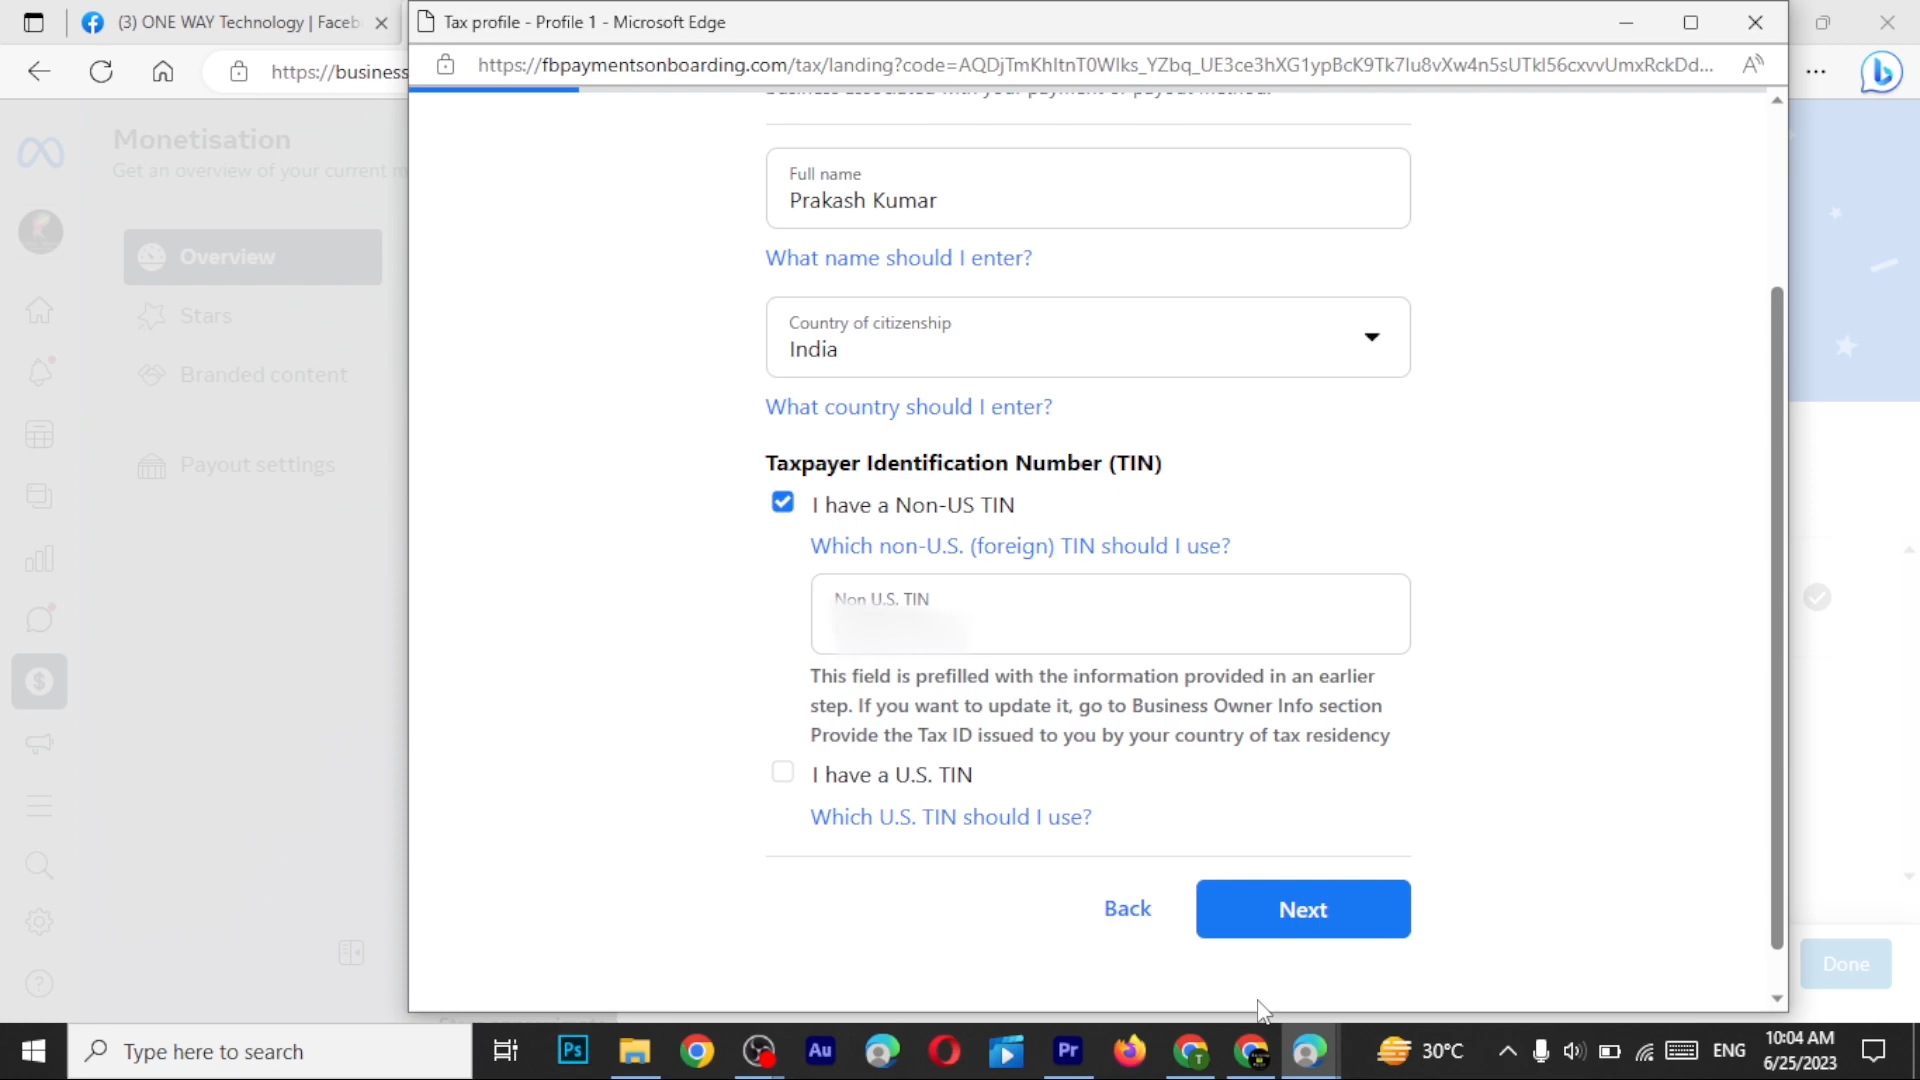 (3) ONE WAY Technology | Faceb
Tax profile - Profile 1 - Microsoft Edge
https://business
https://fbpaymentsonboarding.com/tax/landing?code=AQDjTmKhItnT0WIks_YZbq_UE3ce3hXG1ypBcK9Tk7Iu8vXw4n5sUTkI56cxvvUmxRckDd...
Monetisation
Get an overview of your current m
Overview
Stars
Branded content
Payout settings
Full name
Prakash Kumar
What name should I enter?
Country of citizenship
India
What country should I enter?
Taxpayer Identification Number (TIN)
I have a Non-US TIN
Which non-U.S. (foreign) TIN should I use?
Non U.S. TIN
This field is prefilled with the information provided in an earlier
step. If you want to update it, go to Business Owner Info section
Provide the Tax ID issued to you by your country of tax residency
I have a U.S. TIN
Which U.S. TIN should I use?
Back
Next
Done
Type here to search
Ps
Au
Pr
T
30°C
ENG
10:04 AM
6/25/2023